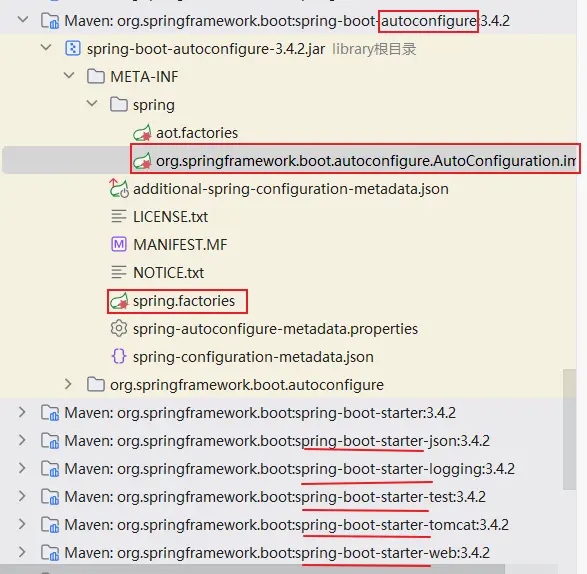 Maven: org.springframework.boot:spring-boot-autoconfigure:3.4.2
spring-boot-autoconfigure-3.4.2.jar library根目录
META-INF
spring
aot.factories
org.springframework.boot.autoconfigure.AutoConfiguration.im
additional-spring-configuration-metadata.json
LICENSE.txt
M MANIFEST.MF
NOTICE.txt
spring.factories
spring-autoconfigure-metadata.properties
{} spring-configuration-metadata.json
org.springframework.boot.autoconfigure
Maven: org.springframework.boot:spring-boot-starter:3.4.2
Maven: org.springframework.boot:spring-boot-starter-json:3.4.2
Maven: org.springframework.boot:spring-boot-starter-logging:3.4.2
Maven: org.springframework.boot:spring-boot-starter-test:3.4.2
Maven: org.springframework.boot:spring-boot-starter-tomcat:3.4.2
Maven: org.springframework.boot:spring-boot-starter-web:3.4.2